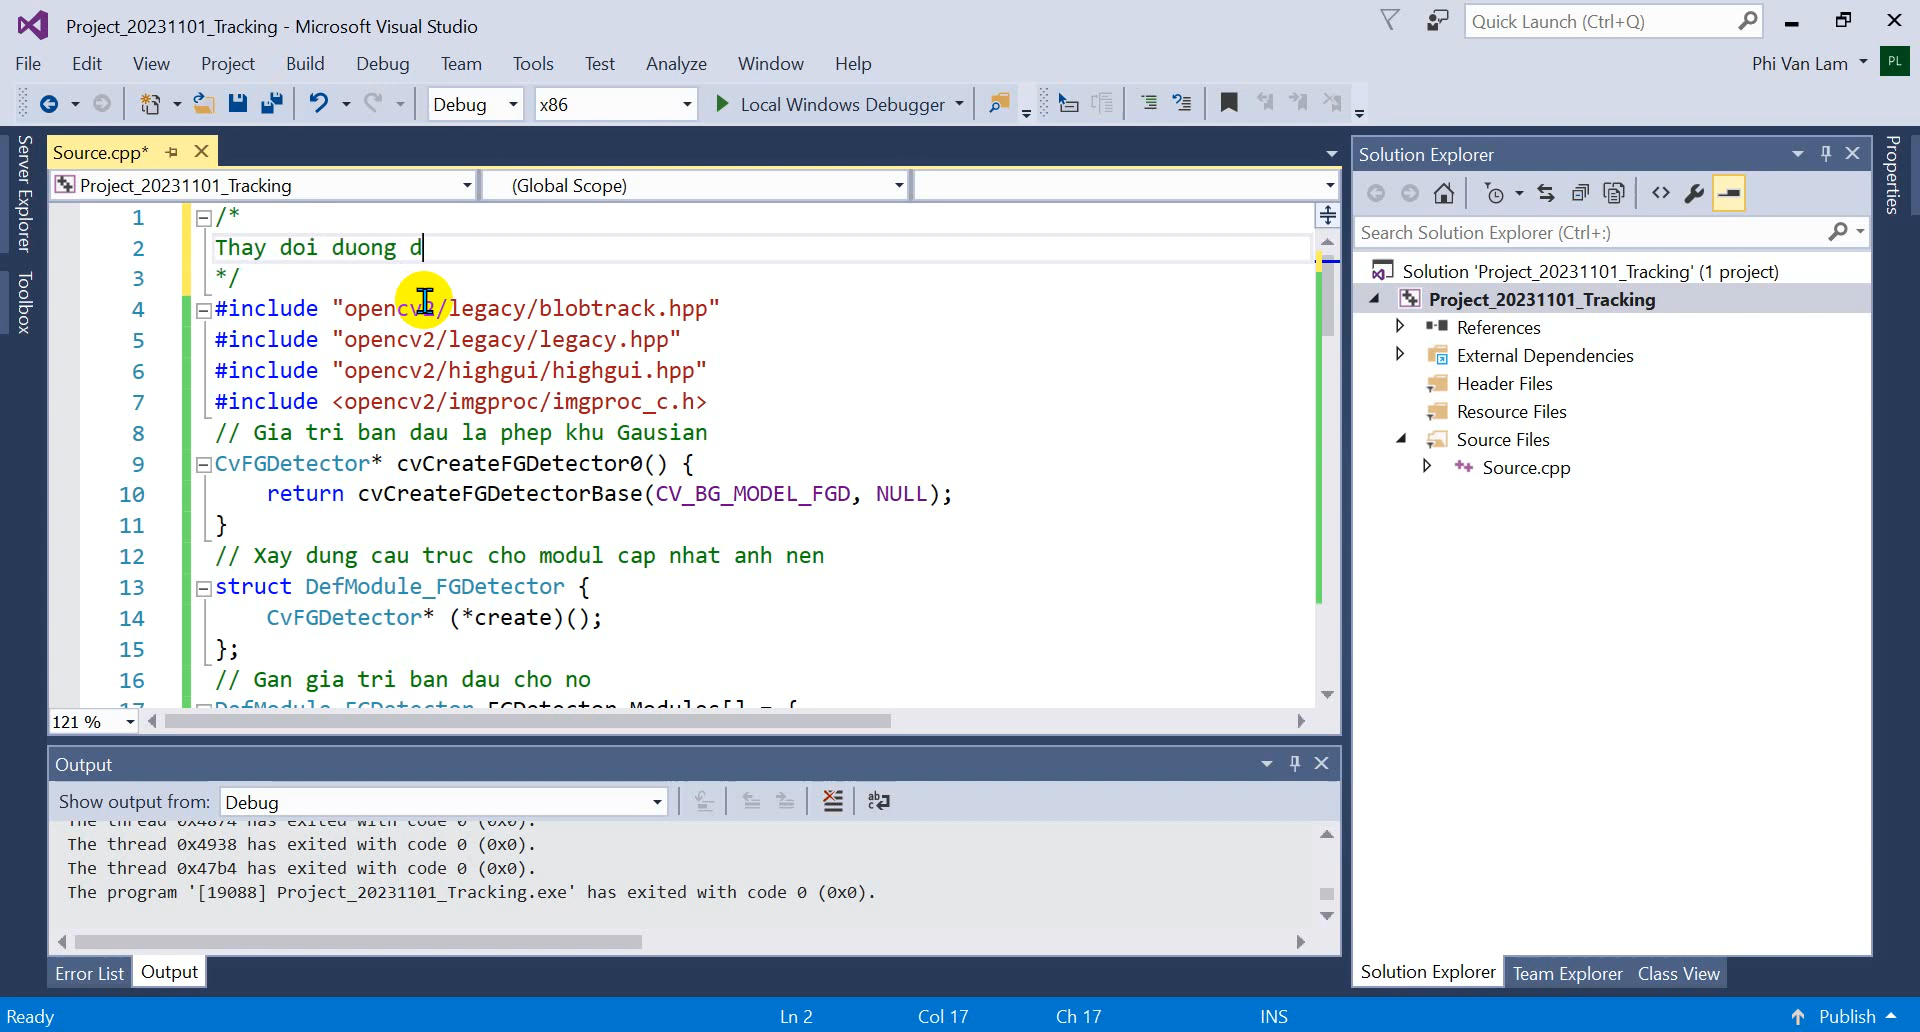 Project_20231101_Tracking - Microsoft Visual Studio
Quick Launch (Ctrl+Q)
File Edit View Project Build Debug Team Tools Test Analyze Window Help
Phi Van Lam
PL
Debug
x86
Local Windows Debugger
Server Explorer
Toolbox
Source.cpp*
Project_20231101_Tracking
(Global Scope)
1 /*
2 Thay doi duong d
3 */
4 #include "opencv2/legacy/blobtrack.hpp"
5 #include "opencv2/legacy/legacy.hpp"
6 #include "opencv2/highgui/highgui.hpp"
7 #include <opencv2/imgproc/imgproc_c.h>
8 // Gia tri ban dau la phep khu Gausian
9 CvFGDetector* cvCreateFGDetector0() {
10 return cvCreateFGDetectorBase(CV_BG_MODEL_FGD, NULL);
11 }
12 // Xay dung cau truc cho modul cap nhat anh nen
13 struct DefModule_FGDetector {
14 CvFGDetector* (*create)();
15 };
16 // Gan gia tri ban dau cho no
17 DefModule_FGDetector FGDetector_Modules[] = {
121 %
Output
Show output from: Debug
The thread 0x4874 has exited with code 0 (0x0).
The thread 0x4938 has exited with code 0 (0x0).
The thread 0x47b4 has exited with code 0 (0x0).
The program '[19088] Project_20231101_Tracking.exe' has exited with code 0 (0x0).
Error List Output
Solution Explorer
Search Solution Explorer (Ctrl+:)
Solution 'Project_20231101_Tracking' (1 project)
Project_20231101_Tracking
References
External Dependencies
Header Files
Resource Files
Source Files
Source.cpp
Solution Explorer Team Explorer Class View
Properties
Ready
Ln 2 Col 17 Ch 17 INS
Publish